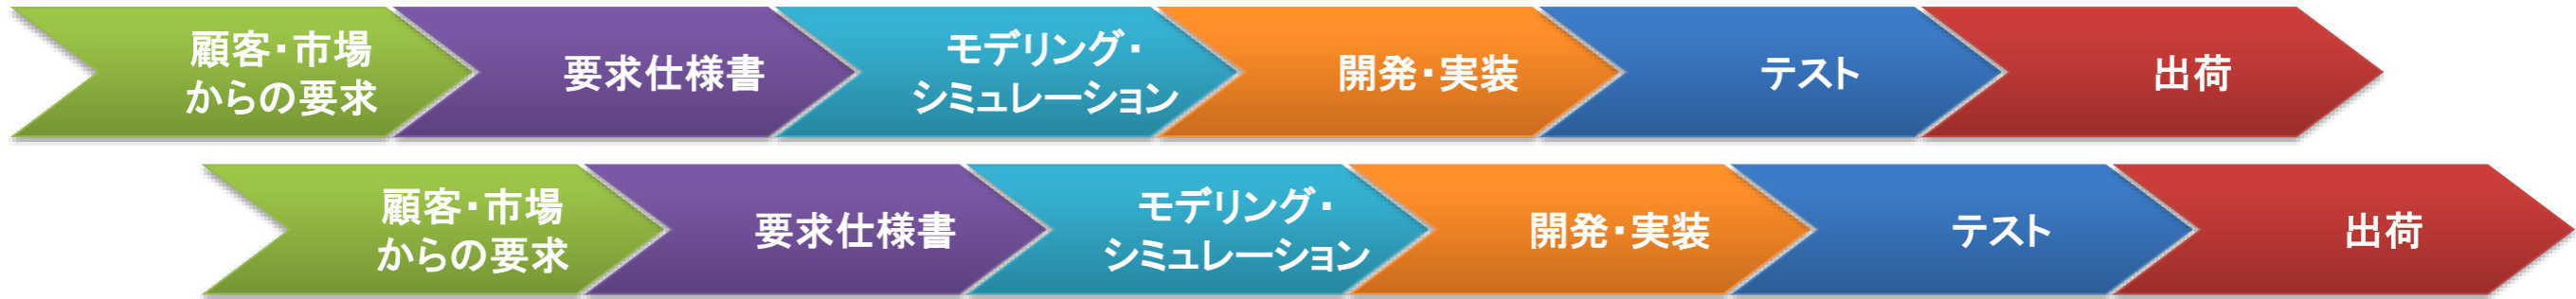 顧客・市場
からの要求
要求仕様書
モデリング・
シミュレーション
開発・実装
テスト
出荷
顧客・市場
からの要求
要求仕様書
モデリング・
シミュレーション
開発・実装
テスト
出荷